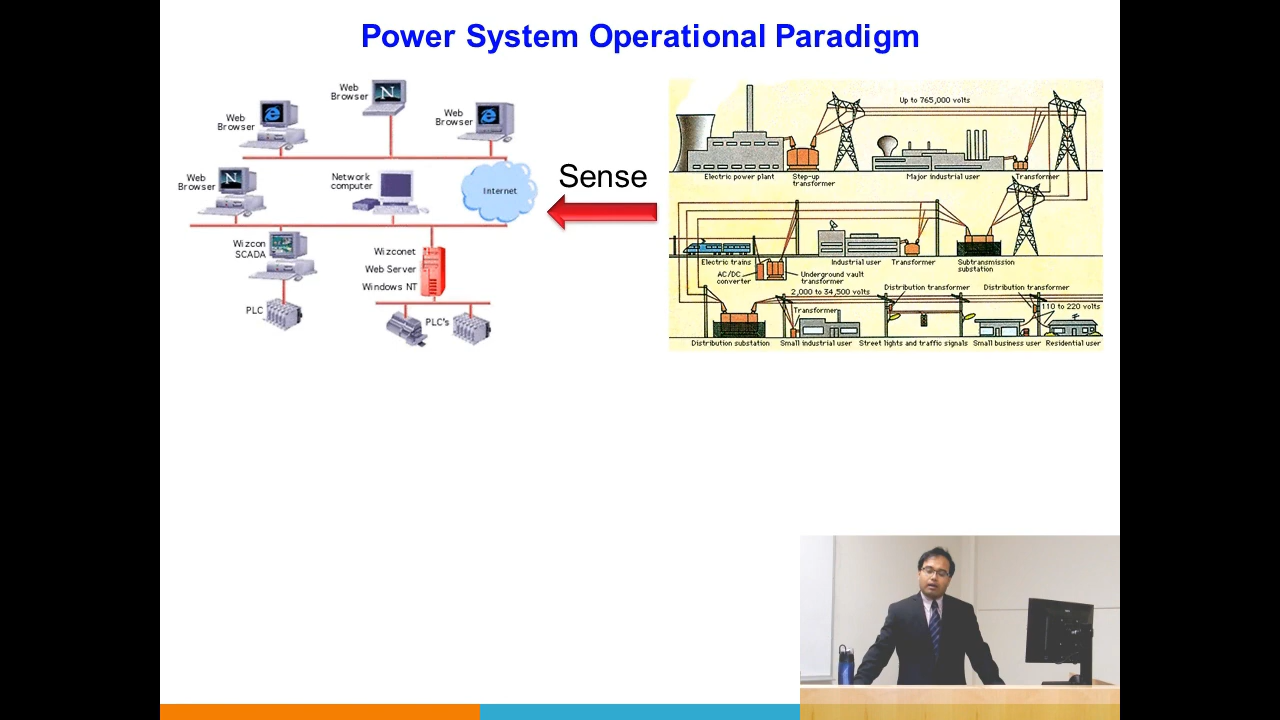 Power System Operational Paradigm
Web
Browser
Web
Browser
Web
Browser
N
Web
Browser
N
Network
computer
Internet
Wizcon
SCADA
Wizconet
Web Server
Windows NT
PLC
PLC's
Sense
Up to 765,000 volts
Electric power plant
Step-up
transformer
Major industrial user
Transformer
Electric trains
Industrial user
Transformer
Subtransmission
substation
AC/DC
converter
Underground vault
transformer
2,000 to 34,500 volts
Distribution transformer
Distribution transformer
Transformer
110 to 220 volts
Distribution substation
Small industrial user
Street lights and traffic signals
Small business user
Residential user